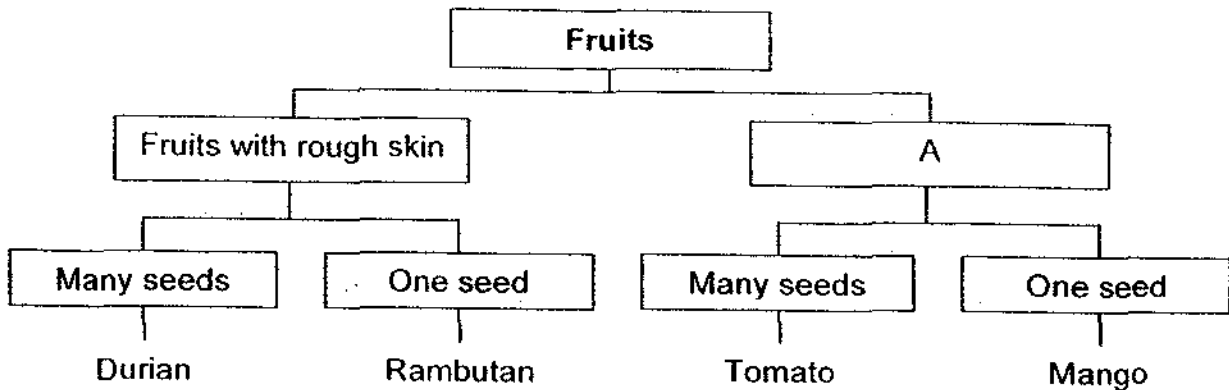 Fruits
Fruits with rough skin
A
Many seeds
One seed
Many seeds
One seed
Durian
Rambutan
Tomato
Mango